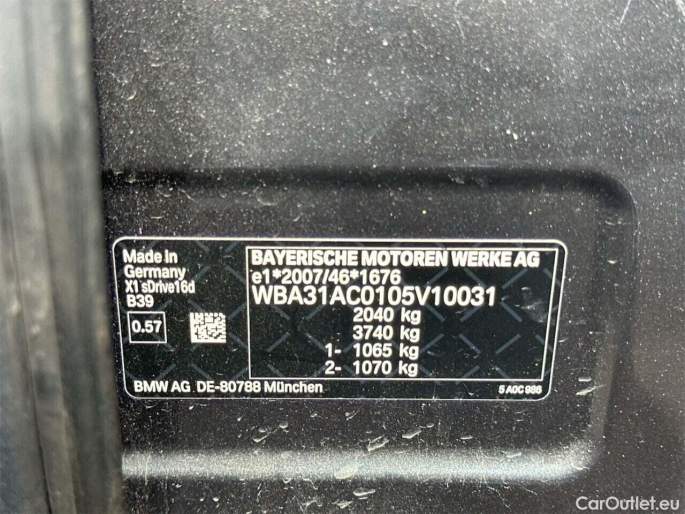 Made in
Germany
X1 sDrive16d
B39
0.57
BAYERISCHE MOTOREN WERKE AG
e1*2007/46*1676
WBA31AC0105V10031
2040 kg
3740 kg
1- 1065 kg
2- 1070 kg
BMW AG DE-80788 München
5 A0C 985
CarOutlet.eu